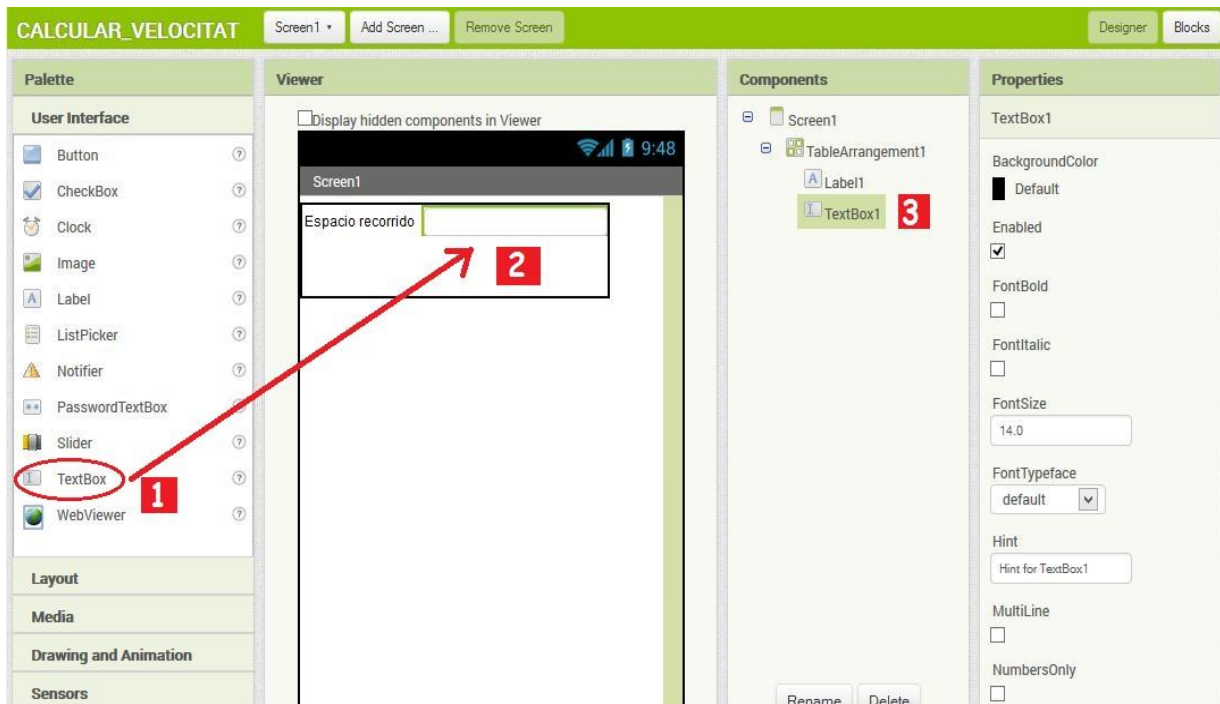 CALCULAR_VELOCITAT
Screen1
Add Screen ...
Remove Screen
Designer
Blocks
Palette
User Interface
Button
CheckBox
Clock
Image
Label
ListPicker
Notifier
PasswordTextBox
Slider
TextBox
WebViewer
Layout
Media
Drawing and Animation
Sensors
1
Viewer
Display hidden components in Viewer
9:48
Screen1
Espacio recorrido
2
Components
Screen1
TableArrangement1
Label1
TextBox1
3
Rename
Delete
Properties
TextBox1
BackgroundColor
Default
Enabled
FontBold
FontItalic
FontSize
14.0
FontTypeface
default
Hint
Hint for TextBox1
MultiLine
NumbersOnly